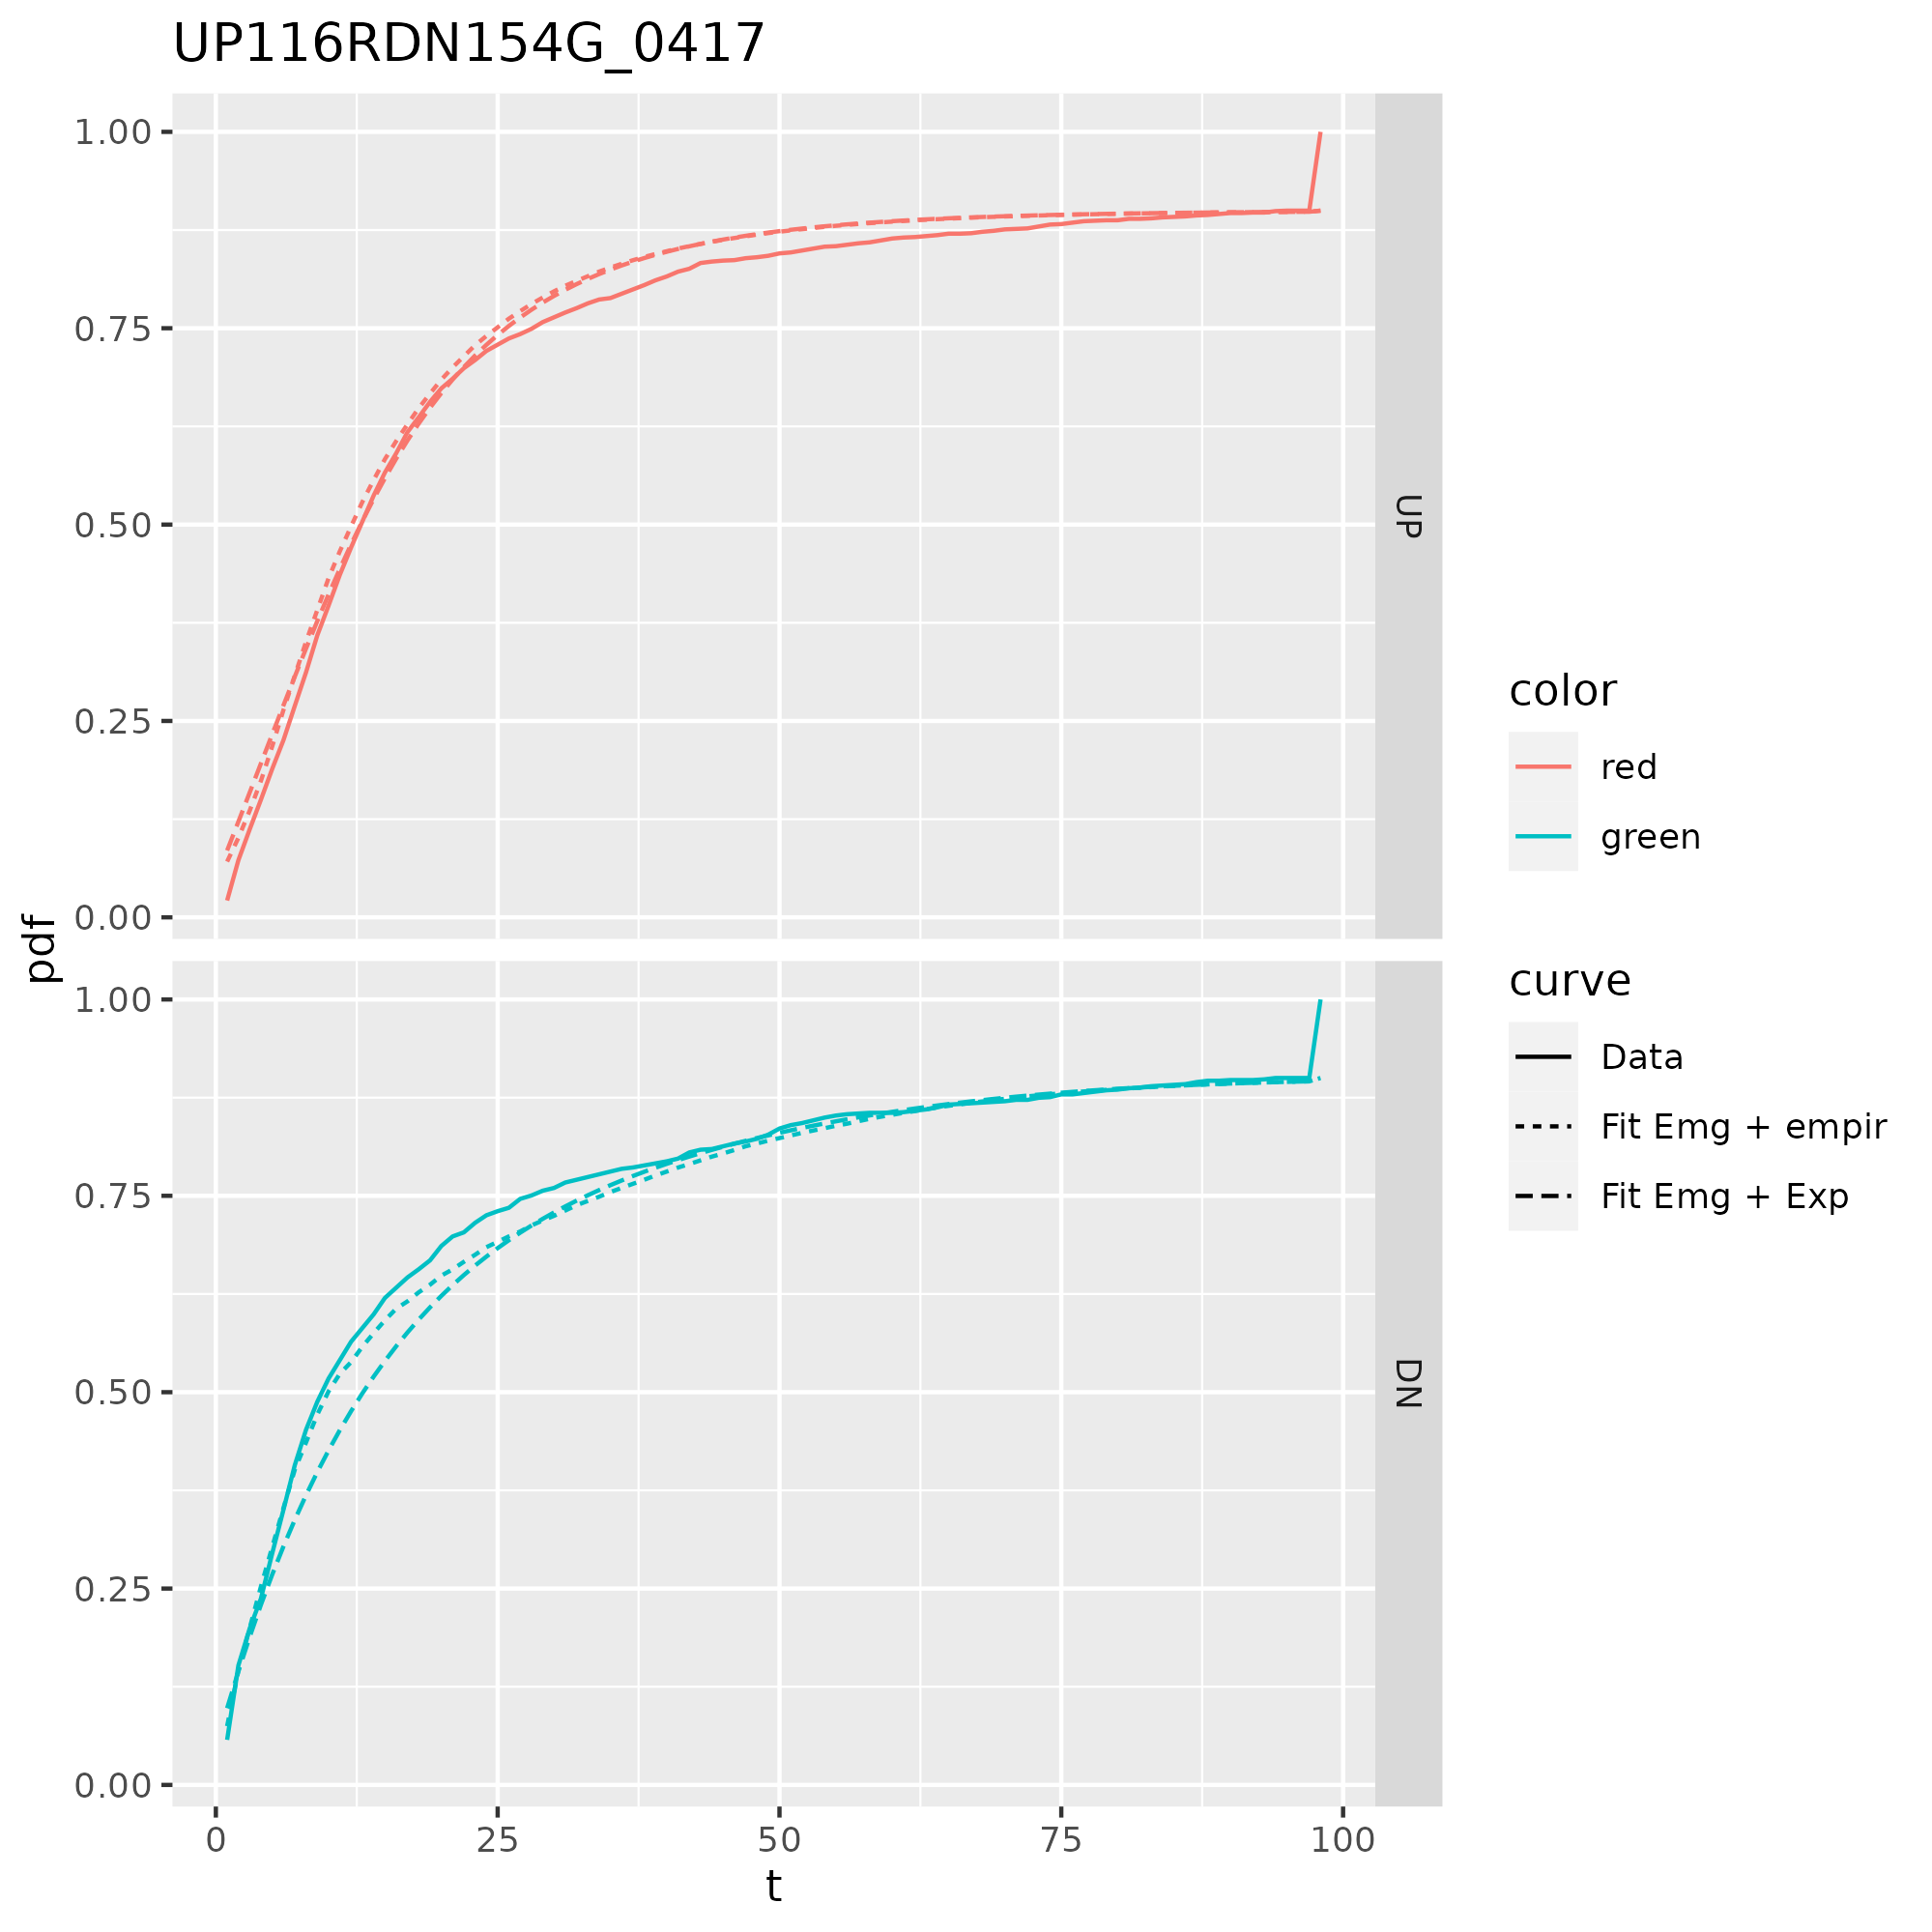 UP116RDN154G_0417
1.00
0.75
0.50
0.25
0.00
UP
pdf
1.00
0.75
0.50
0.25
0.00
DN
0 25 50 75 100
t
color
red
green
curve
Data
Fit Emg + empir
Fit Emg + Exp